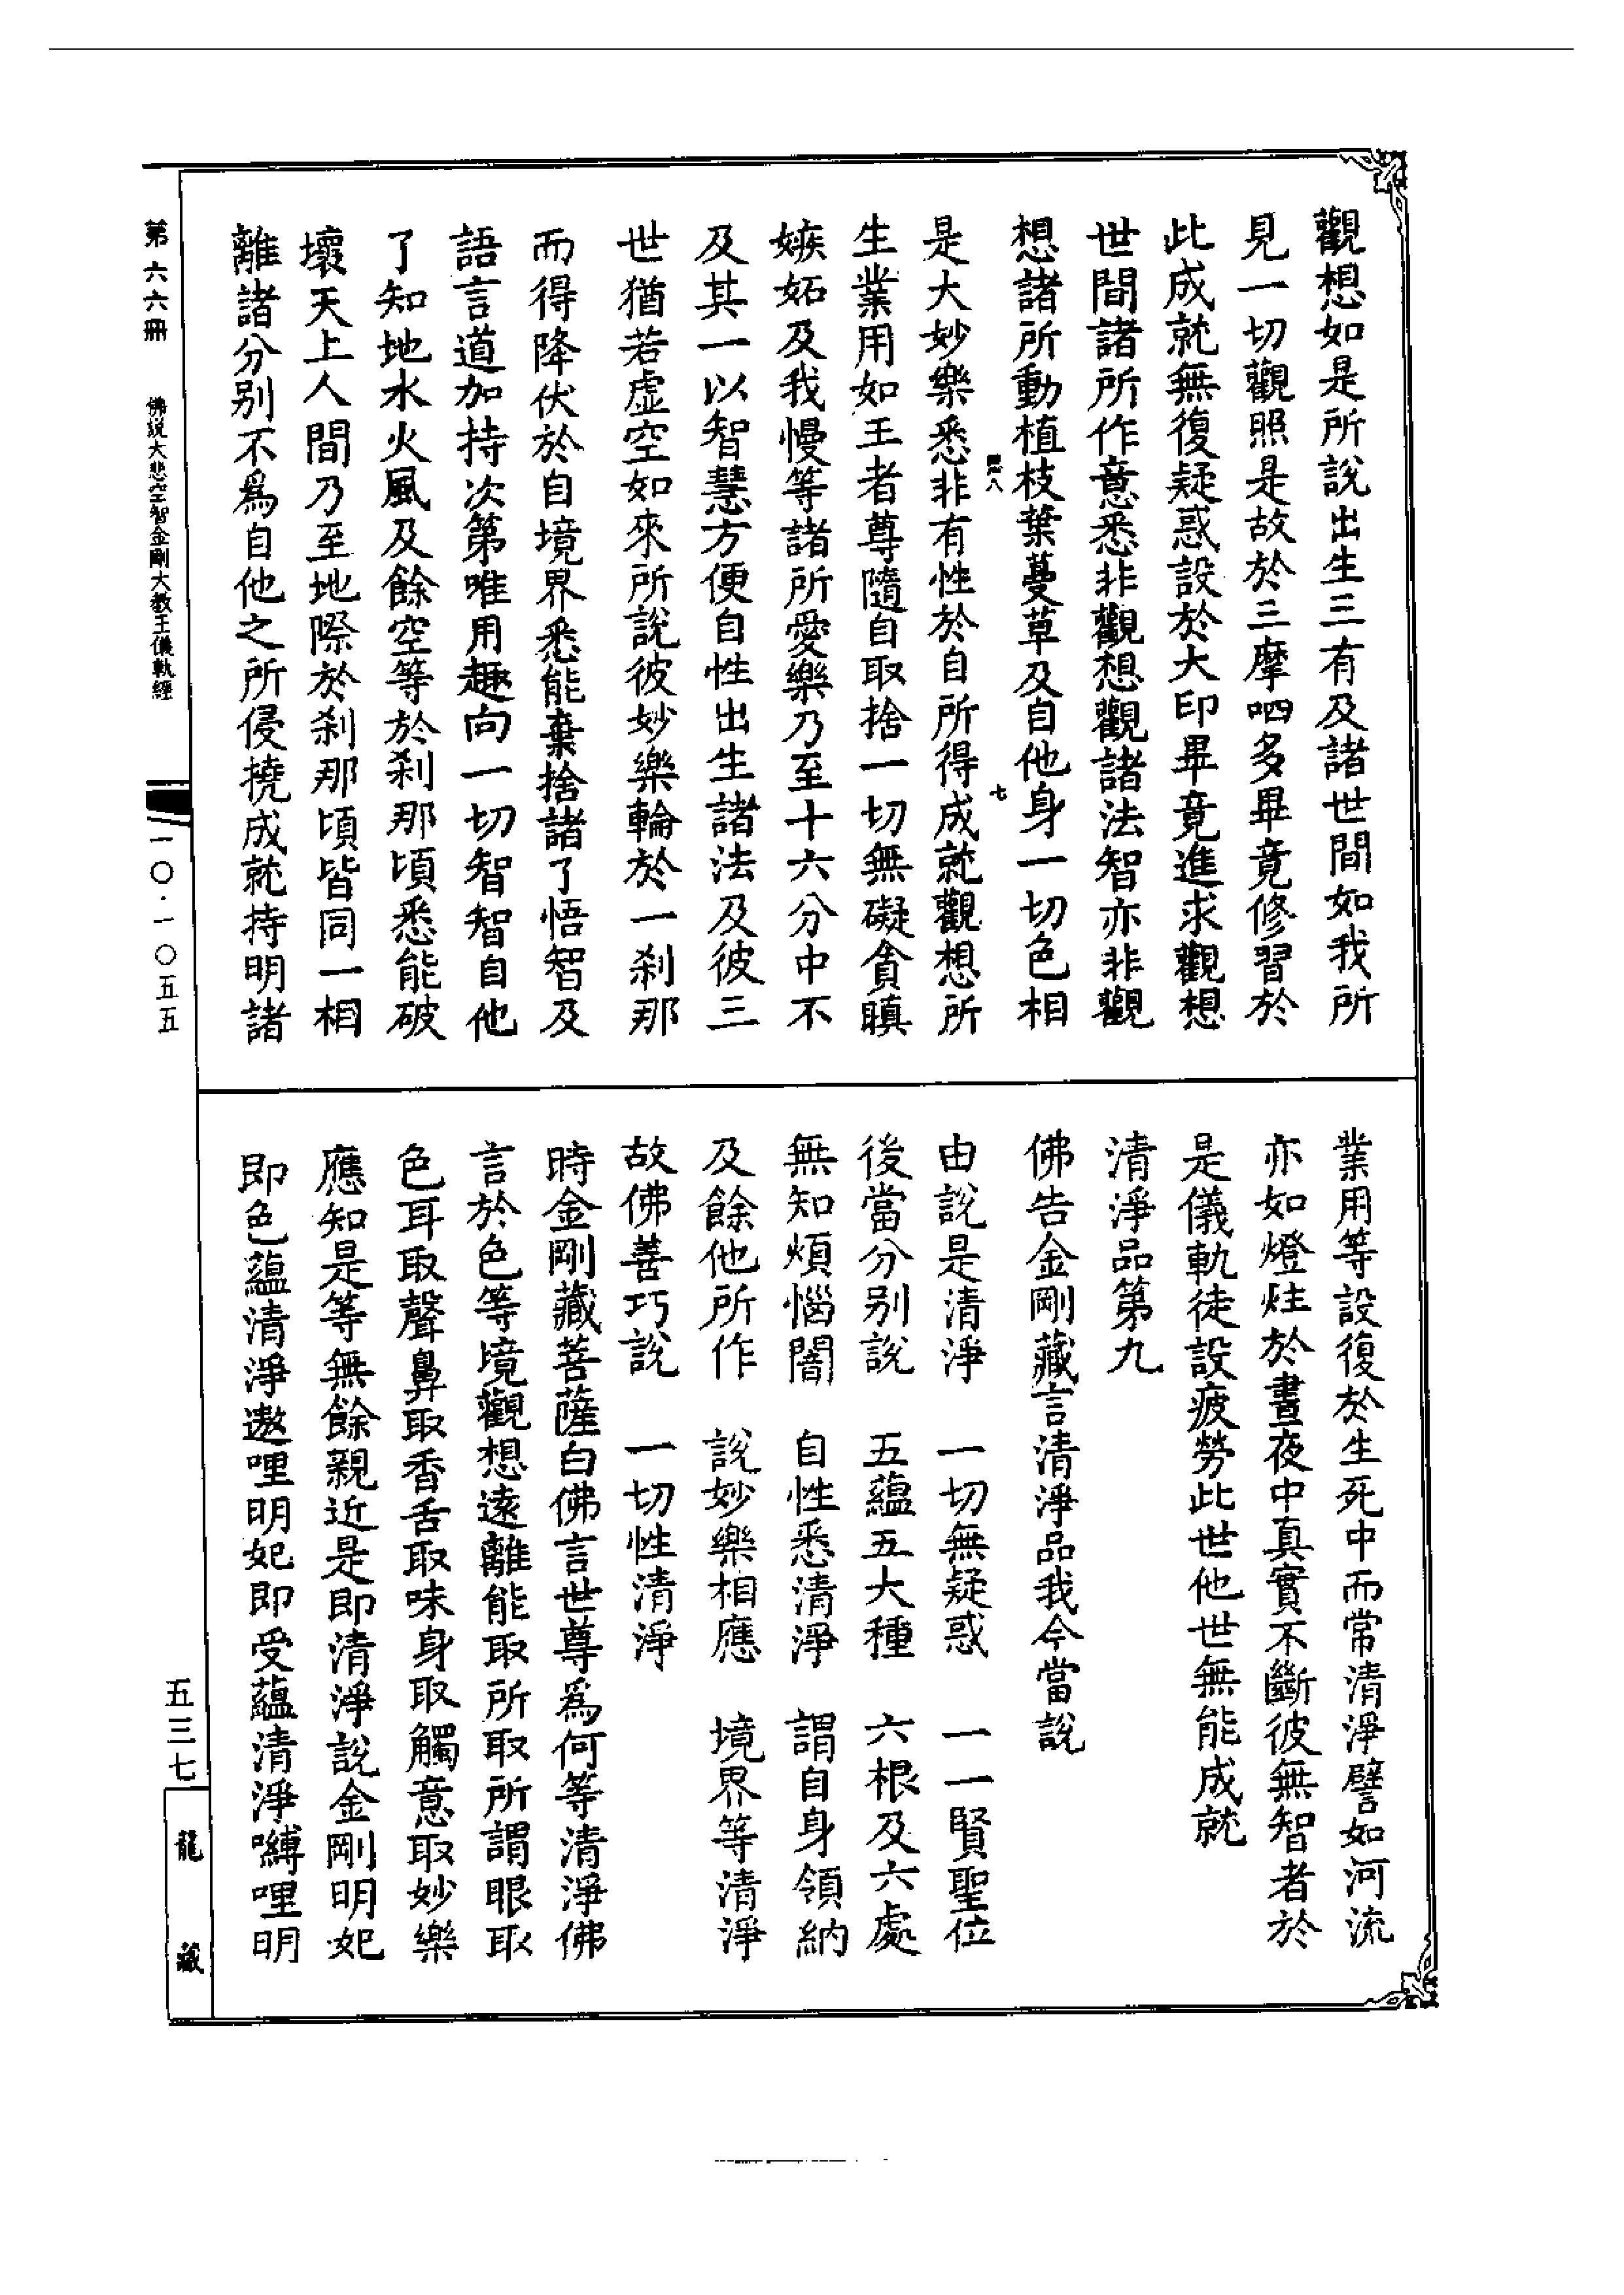 觀想如是所說出生三有及諸世間如我所
見一切觀照是故於三摩呬多畢竟修習於
此成就無復疑惑設於大印畢竟進求觀想
世間諸所作意悉非觀想觀諸法智亦非觀
想諸所動植枝葉蔓草及自他身一切色相
八 七
是大妙樂悉非有性於自所得成就觀想所
生業用如王者尊隨自取捨一切無礙貪瞋
嫉妬及我慢等諸所愛樂乃至十六分中不
及其一以智慧方便自性出生諸法及彼三
世猶若虛空如來所說彼妙樂輪於一剎那
而得降伏於自境界悉能棄捨諸了悟智及
語言道加持次第唯用趣向一切智智自他
了知地水火風及餘空等於剎那頃悉能破
壞天上人間乃至地際於剎那頃皆同一相
離諸分別不為自他之所侵撓成就持明諸
業用等設復於生死中而常清淨譬如河流
亦如燈炷於晝夜中真實不斷彼無智者於
是儀軌徒設疲勞此世他世無能成就
清淨品第九
佛告金剛藏言清淨品我今當說
由說是清淨 一切無疑惑 一一賢聖位
後當分別說 五蘊五大種 六根及六處
無知煩惱闇 自性悉清淨 謂自身領納
及餘他所作 說妙樂相應 境界等清淨
故佛善巧說 一切性清淨
時金剛藏菩薩白佛言世尊為何等清淨佛
言於色等境觀想遠離能取所取所謂眼取
色耳取聲鼻取香舌取味身取觸意取妙樂
應知是等無餘親近是即清淨說金剛明妃
即色蘊清淨遨哩明妃即受蘊清淨嚩哩明
第六六冊 佛說大悲空智金剛大教王儀軌經 一〇·一〇五五
五三七 龍藏